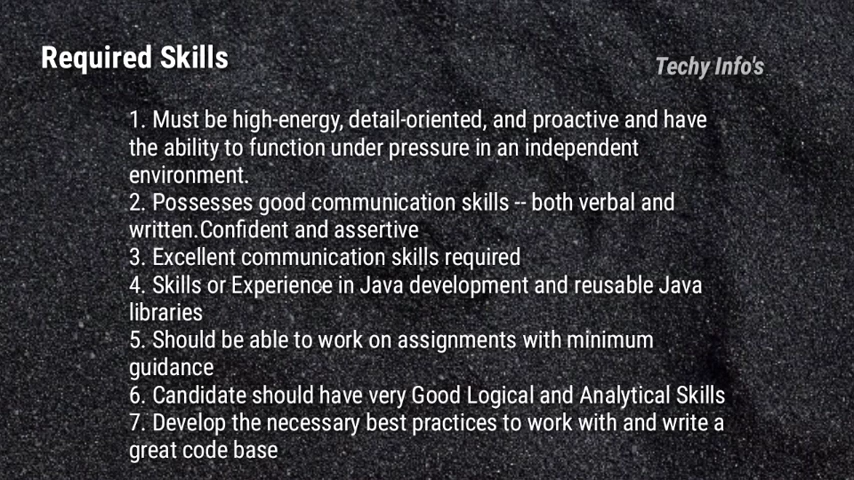 Required Skills
Techy Info's
1. Must be high-energy, detail-oriented, and proactive and have
the ability to function under pressure in an independent
environment.
2. Possesses good communication skills -- both verbal and
written.Confident and assertive
3. Excellent communication skills required
4. Skills or Experience in Java development and reusable Java
libraries
5. Should be able to work on assignments with minimum
guidance
6. Candidate should have very Good Logical and Analytical Skills
7. Develop the necessary best practices to work with and write a
great code base